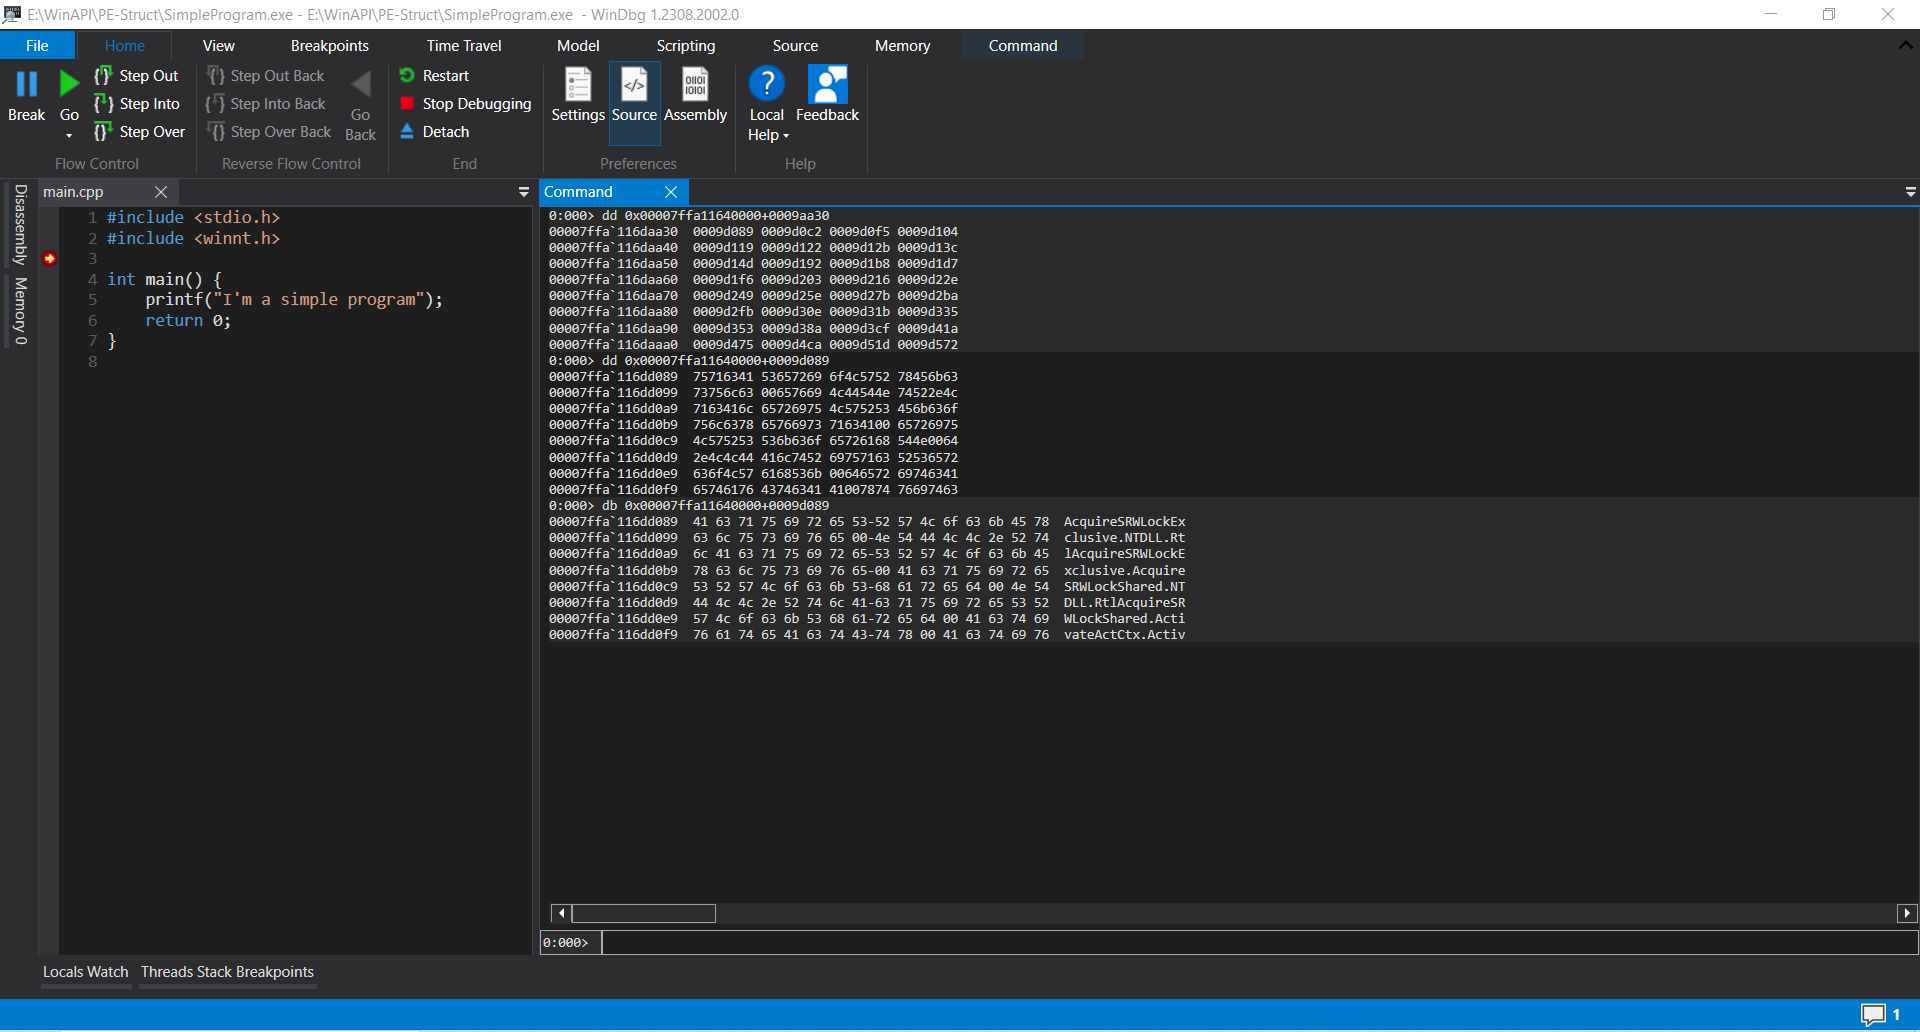 E:\WinAPI\PE-Struct\SimpleProgram.exe - E:\WinAPI\PE-Struct\SimpleProgram.exe - WinDbg 1.2308.2002.0
File Home View Breakpoints Time Travel Model Scripting Source Memory Command
Break
Go
Step Out
Step Into
Step Over
Flow Control
Step Out Back
Step Into Back
Step Over Back
Go Back
Reverse Flow Control
Restart
Stop Debugging
Detach
End
Settings
Source
Assembly
Preferences
Local Help
Feedback
Help
Disassembly
Memory 0
main.cpp
1 #include <stdio.h>
2 #include <winnt.h>
3
4 int main() {
5 printf("I'm a simple program");
6 return 0;
7 }
8
Command
0:000> dd 0x00007ffa11640000+0009aa30
00007ffa`116daa30 0009d089 0009d0c2 0009d0f5 0009d104
00007ffa`116daa40 0009d119 0009d122 0009d12b 0009d13c
00007ffa`116daa50 0009d14d 0009d192 0009d1b8 0009d1d7
00007ffa`116daa60 0009d1f6 0009d203 0009d216 0009d22e
00007ffa`116daa70 0009d249 0009d25e 0009d27b 0009d2ba
00007ffa`116daa80 0009d2fb 0009d30e 0009d31b 0009d335
00007ffa`116daa90 0009d353 0009d38a 0009d3cf 0009d41a
00007ffa`116daaa0 0009d475 0009d4ca 0009d51d 0009d572
0:000> dd 0x00007ffa11640000+0009d089
00007ffa`116dd089 75716341 53657269 6f4c5752 78456b63
00007ffa`116dd099 73756c63 00657669 4c44544e 74522e4c
00007ffa`116dd0a9 7163416c 65726975 4c575253 456b636f
00007ffa`116dd0b9 756c6378 65766973 71634100 65726975
00007ffa`116dd0c9 4c575253 536b636f 65726168 544e0064
00007ffa`116dd0d9 2e4c4c44 416c7452 69757163 52536572
00007ffa`116dd0e9 636f4c57 6168536b 00646572 69746341
00007ffa`116dd0f9 65746176 43746341 41007874 76697463
0:000> db 0x00007ffa11640000+0009d089
00007ffa`116dd089 41 63 71 75 69 72 65 53-52 57 4c 6f 63 6b 45 78 AcquireSRWLockEx
00007ffa`116dd099 63 6c 75 73 69 76 65 00-4e 54 44 4c 4c 2e 52 74 clusive.NTDLL.Rt
00007ffa`116dd0a9 6c 41 63 71 75 69 72 65-53 52 57 4c 6f 63 6b 45 lAcquireSRWLockE
00007ffa`116dd0b9 78 63 6c 75 73 69 76 65-00 41 63 71 75 69 72 65 xclusive.Acquire
00007ffa`116dd0c9 53 52 57 4c 6f 63 6b 53-68 61 72 65 64 00 4e 54 SRWLockShared.NT
00007ffa`116dd0d9 44 4c 4c 2e 52 74 6c 41-63 71 75 69 72 65 53 52 DLL.RtlAcquireSR
00007ffa`116dd0e9 57 4c 6f 63 6b 53 68 61-72 65 64 00 41 63 74 69 WLockShared.Acti
00007ffa`116dd0f9 76 61 74 65 41 63 74 43-74 78 00 41 63 74 69 76 vateActCtx.Activ
0:000>
Locals Watch Threads Stack Breakpoints
1